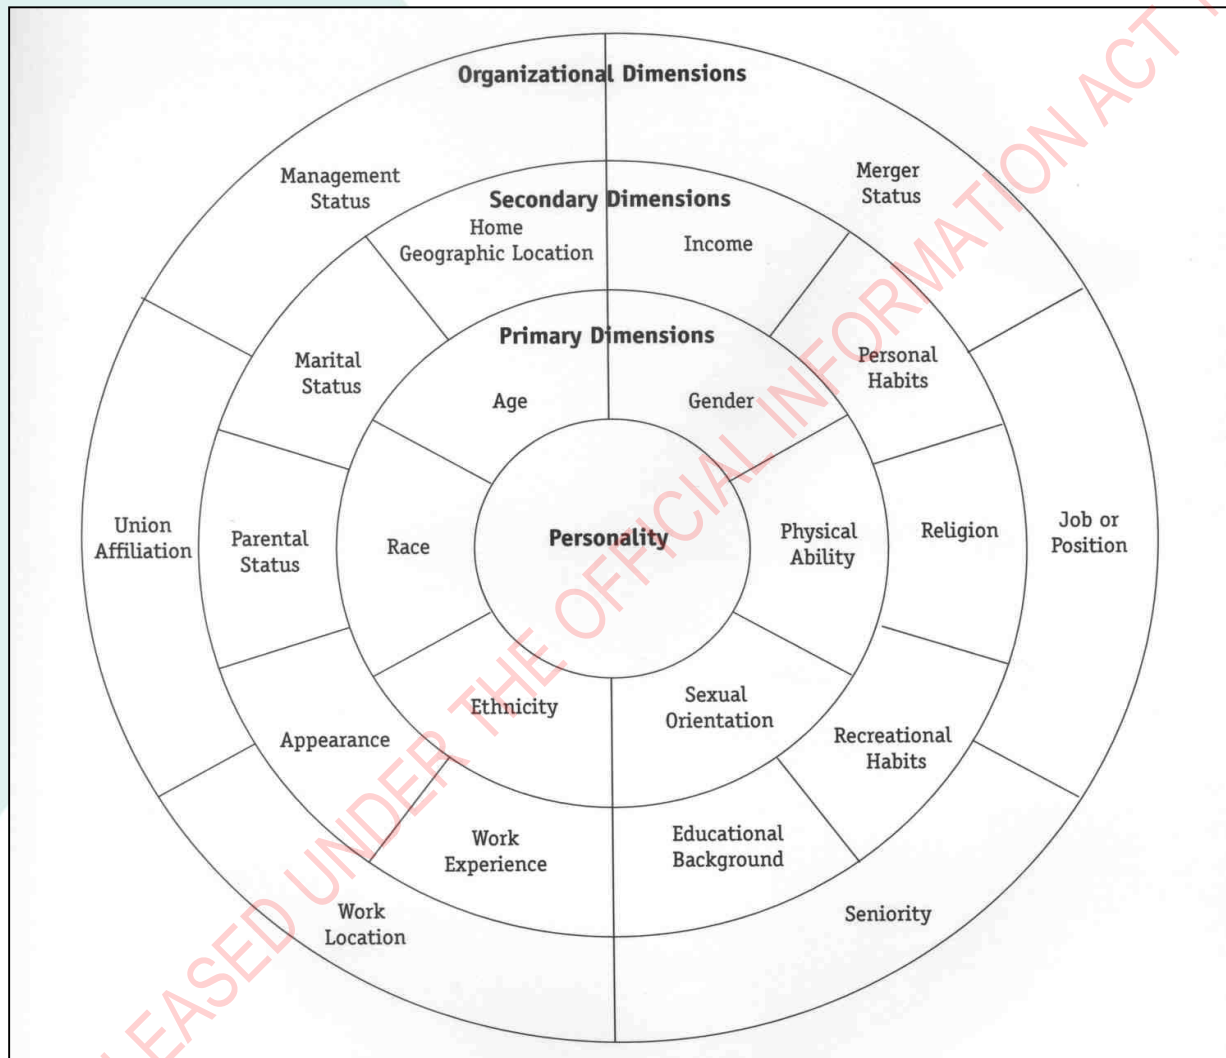 Organizational Dimensions
Management
Status
Merger
Status
Secondary Dimensions
Home
Geographic Location
Income
Primary Dimensions
Marital
Status
Personal
Habits
Age
Gender
Union
Affiliation
Parental
Status
Race
Personality
Physical
Ability
Religion
Job or
Position
Ethnicity
Sexual
Orientation
Appearance
Recreational
Habits
Work
Experience
Educational
Background
Work
Location
Seniority
LEASED UNDER THE OFFICIAL INFORMATION ACT